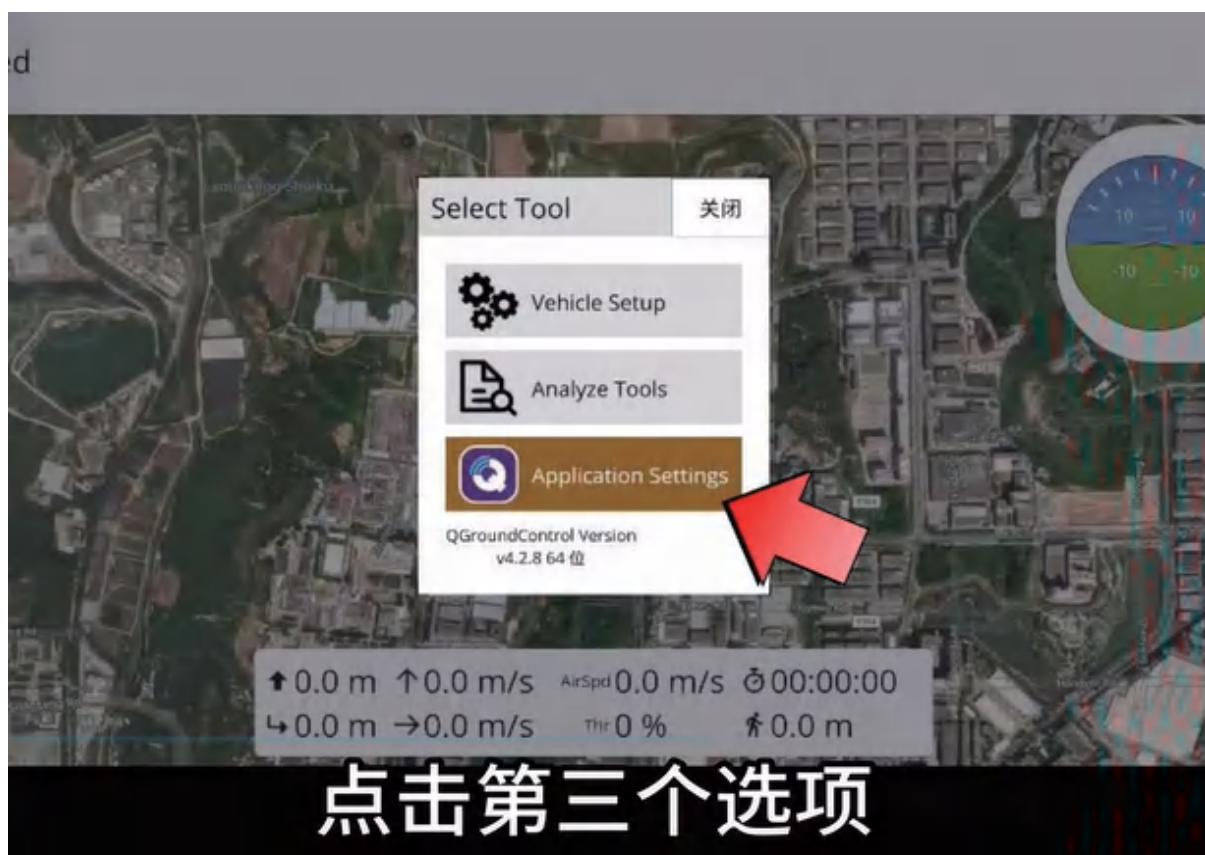 ed
Select Tool
关闭
Vehicle Setup
Analyze Tools
Application Settings
QGroundControl Version
v4.2.8 64 位
10 10
-10 -10
0.0 m 0.0 m/s AirSpd 0.0 m/s 00:00:00
0.0 m 0.0 m/s Thr 0 % 0.0 m
点击第三个选项